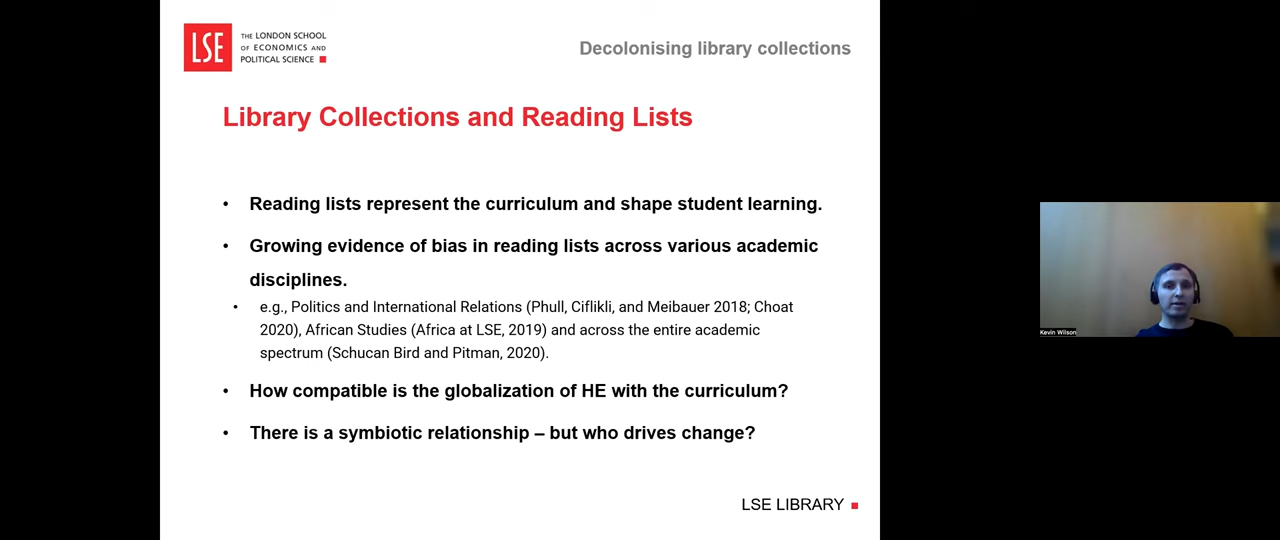 LSE
THE LONDON SCHOOL
OF ECONOMICS AND
POLITICAL SCIENCE
Decolonising library collections
Library Collections and Reading Lists
• Reading lists represent the curriculum and shape student learning.
• Growing evidence of bias in reading lists across various academic
disciplines.
• e.g., Politics and International Relations (Phull, Ciflikli, and Meibauer 2018; Choat
2020), African Studies (Africa at LSE, 2019) and across the entire academic
spectrum (Schucan Bird and Pitman, 2020).
• How compatible is the globalization of HE with the curriculum?
• There is a symbiotic relationship – but who drives change?
LSE LIBRARY
Kevin Wilson